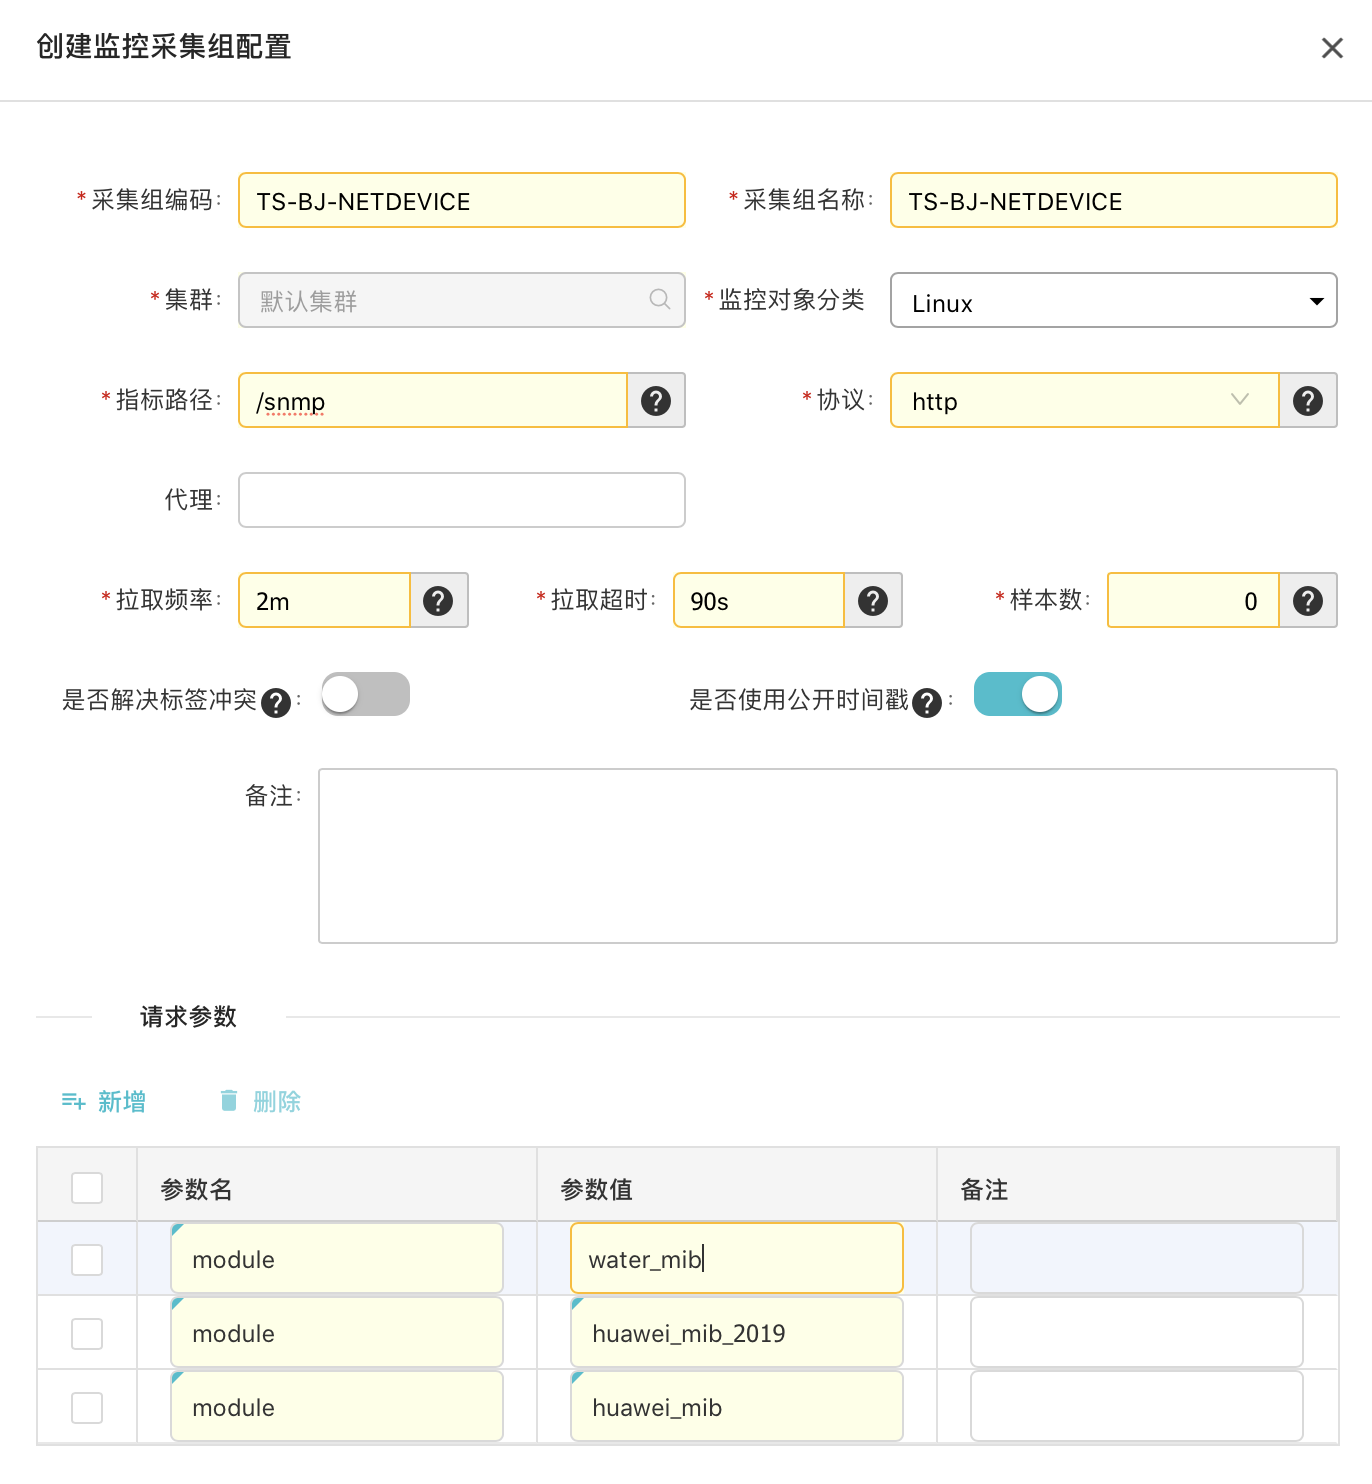 创建监控采集组配置
*采集组编码: TS-BJ-NETDEVICE *采集组名称: TS-BJ-NETDEVICE
*集群: 默认集群 *监控对象分类 Linux
*指标路径: /snmp *协议: http
代理:
*拉取频率: 2m *拉取超时: 90s *样本数: 0
是否解决标签冲突: 是否使用公开时间戳:
备注:
请求参数
新增 删除
参数名 参数值 备注
module water_mib
module huawei_mib_2019
module huawei_mib